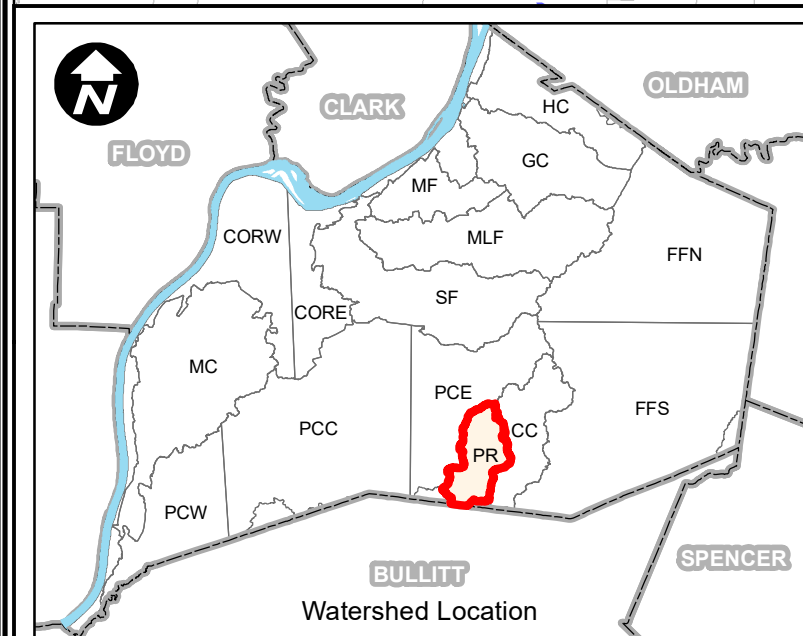 N
OLDHAM
HC
CLARK
FLOYD
GC
MF
CORW
MLF
FFN
SF
CORE
MC
PCE
FFS
PCC
CC
PR
PCW
SPENCER
BULLITT
Watershed Location